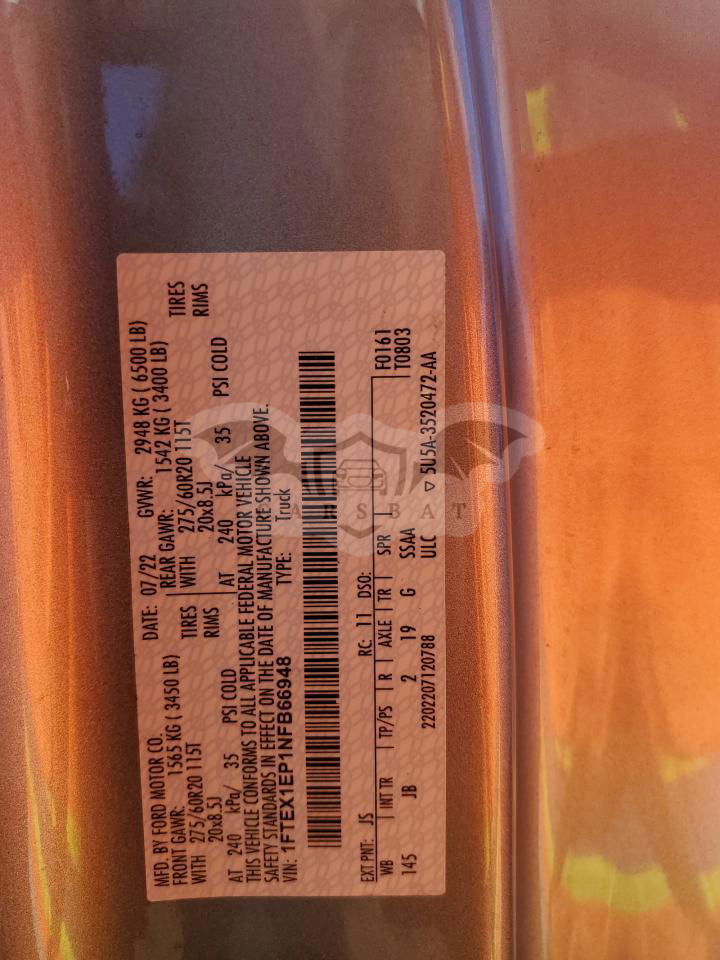 MFD. BY FORD MOTOR CO. DATE: 07/22 GVWR: 2948 KG ( 6500 LB)
FRONT GAWR: 1565 KG ( 3450 LB) REAR GAWR: 1542 KG ( 3400 LB)
WITH 275/60R20 115T TIRES WITH 275/60R20 115T TIRES
20x8.5J RIMS 20x8.5J RIMS
AT 240 kPa/ 35 PSI COLD AT 240 kPa/ 35 PSI COLD
THIS VEHICLE CONFORMS TO ALL APPLICABLE FEDERAL MOTOR VEHICLE
SAFETY STANDARDS IN EFFECT ON THE DATE OF MANUFACTURE SHOWN ABOVE.
VIN: 1FTEX1EP1NFB66948 TYPE: Truck
EXT PNT: JS RC: 11 DSO: F0161
WB INT TR TP/PS R AXLE TR SPR T0803
145 JB 2 19 G SSAA
2202207120788 ULC ▽ 5U5A-3520472-AA
CARSBAT